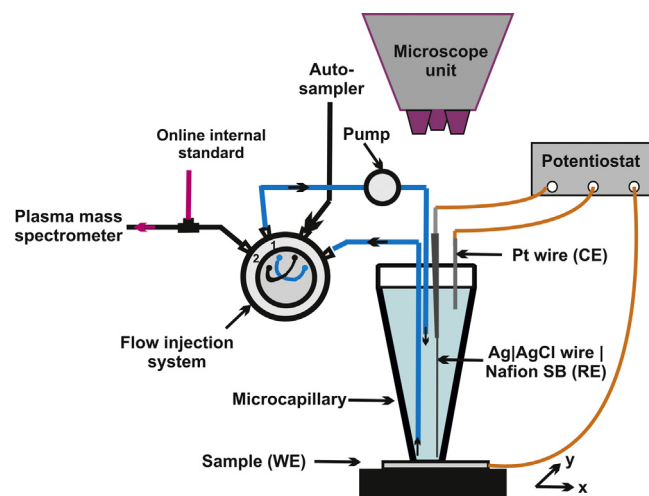 Microscope
unit
Auto-
sampler
Pump
Online internal
standard
Potentiostat
Plasma mass
spectrometer
1
2
Pt wire (CE)
Flow injection
system
Ag|AgCl wire |
Nafion SB (RE)
Microcapillary
Sample (WE)
y
x